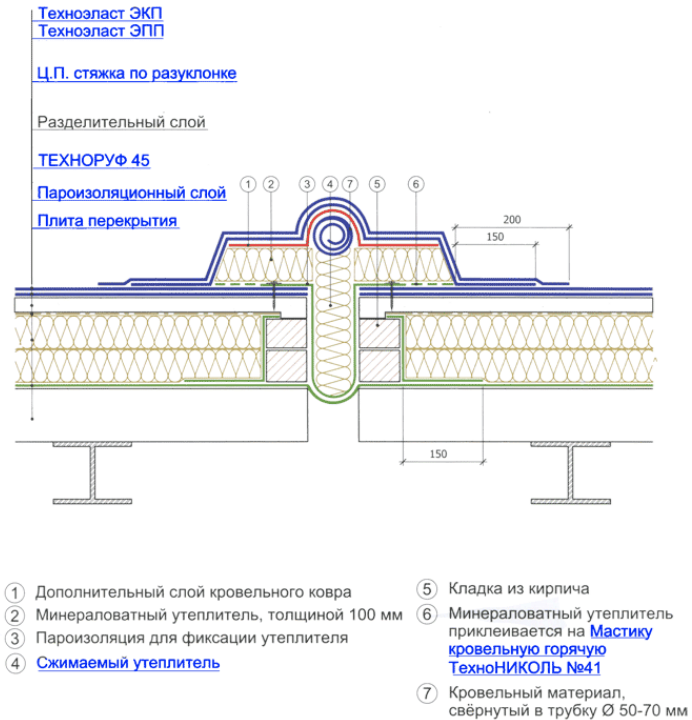 Техноэласт ЭКП
Техноэласт ЭПП
Ц.П. стяжка по разуклонке
Разделительный слой
ТЕХНОРУФ 45
Пароизоляционный слой
Плита перекрытия
1 2 3 4 7 5 6
200
150
150
1 Дополнительный слой кровельного ковра
2 Минераловатный утеплитель, толщиной 100 мм
3 Пароизоляция для фиксации утеплителя
4 Сжимаемый утеплитель
5 Кладка из кирпича
6 Минераловатный утеплитель
приклеивается на Мастику
кровельную горячую
ТехноНИКОЛЬ №41
7 Кровельный материал,
свёрнутый в трубку Ø 50-70 мм